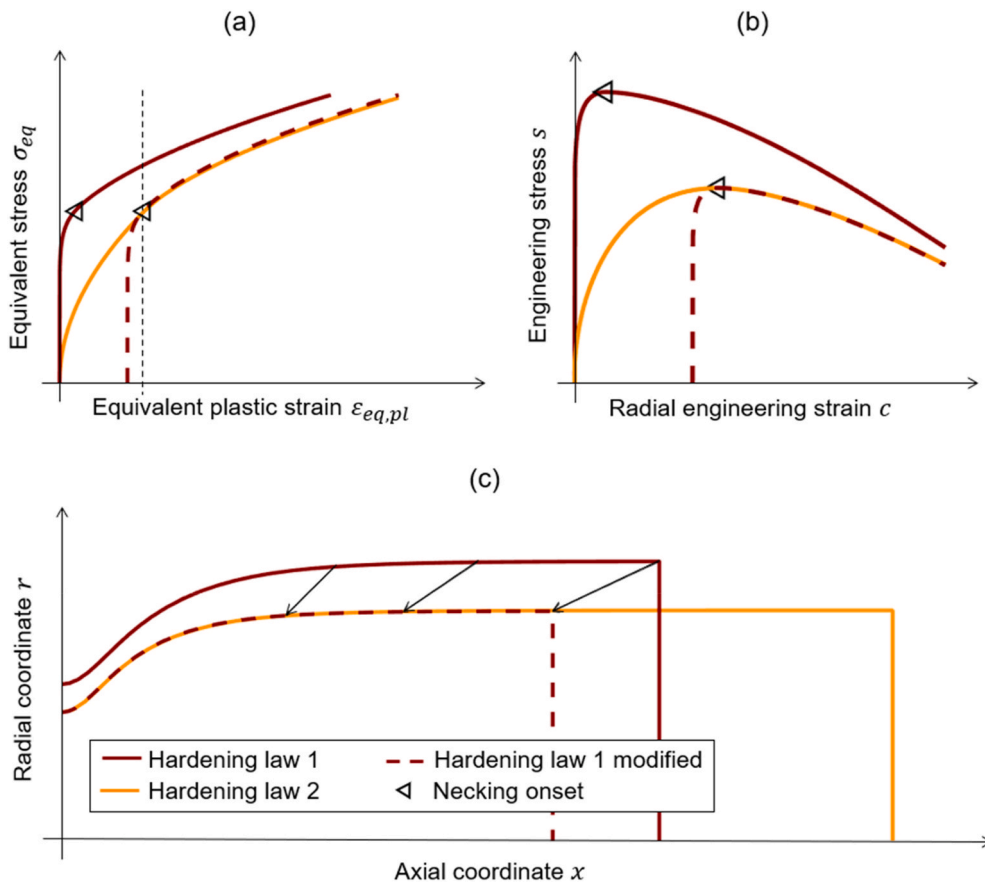 (a)
(b)
Equivalent stress σ_eq
Equivalent plastic strain ε_eq,pl
Engineering stress s
Radial engineering strain c
(c)
Radial coordinate r
Hardening law 1
Hardening law 1 modified
Hardening law 2
Necking onset
Axial coordinate x